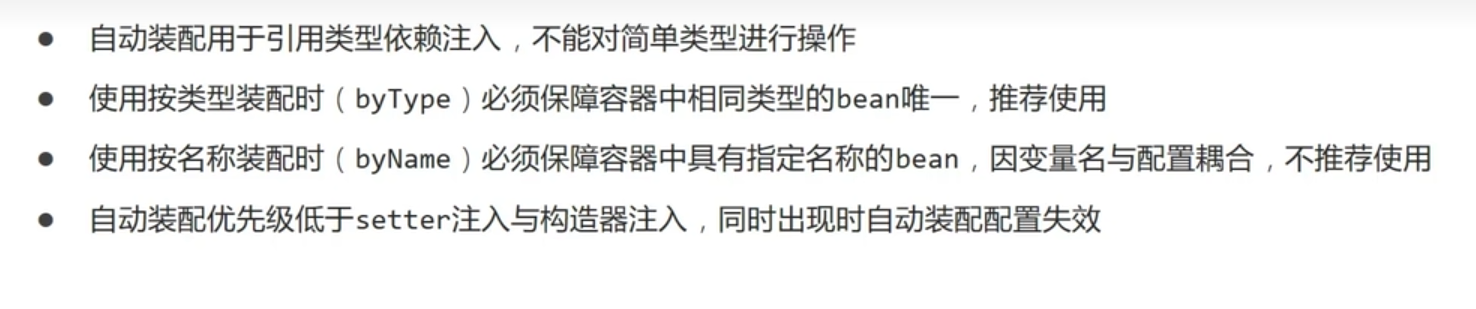 ● 自动装配用于引用类型依赖注入，不能对简单类型进行操作
● 使用按类型装配时（byType）必须保障容器中相同类型的bean唯一，推荐使用
● 使用按名称装配时（byName）必须保障容器中具有指定名称的bean，因变量名与配置耦合，不推荐使用
● 自动装配优先级低于setter注入与构造器注入，同时出现时自动装配配置失效